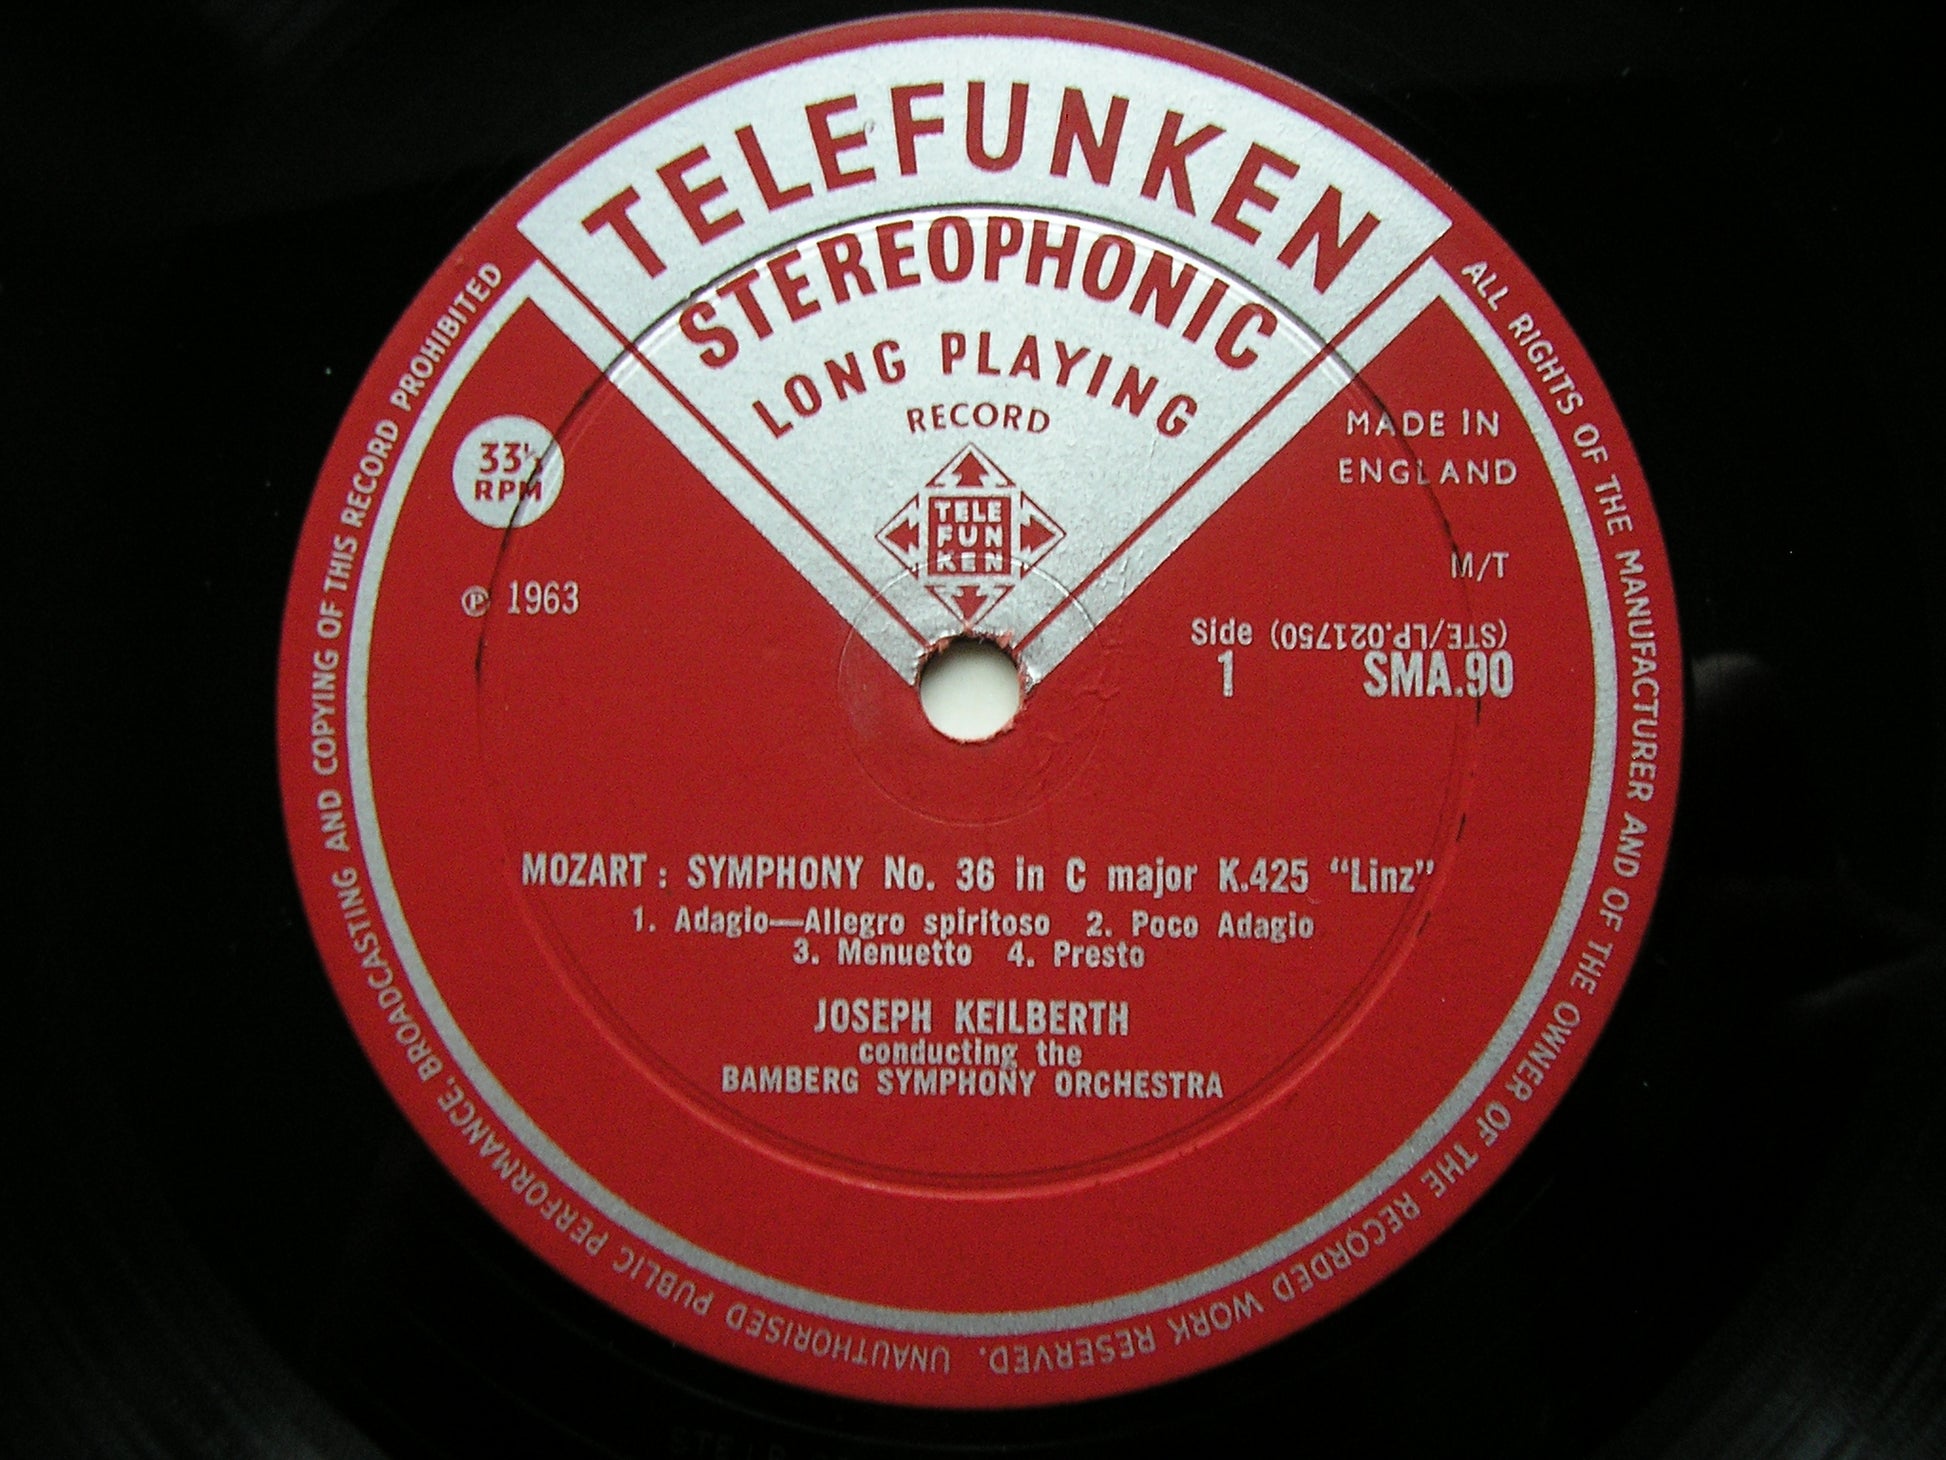 TELEFUNKEN
STEREOPHONIC
LONG PLAYING
RECORD
TELE
FUN
KEN
33⅓
RPM
℗ 1963
MADE IN
ENGLAND
M/T
Side (STE/LP.021750)
1 SMA.90
MOZART : SYMPHONY No. 36 in C major K.425 “Linz”
1. Adagio—Allegro spiritoso 2. Poco Adagio
3. Menuetto 4. Presto
JOSEPH KEILBERTH
conducting the
BAMBERG SYMPHONY ORCHESTRA
ALL RIGHTS OF THE MANUFACTURER AND OF THE OWNER OF THE RECORDED WORK RESERVED. UNAUTHORISED PUBLIC PERFORMANCE, BROADCASTING AND COPYING OF THIS RECORD PROHIBITED